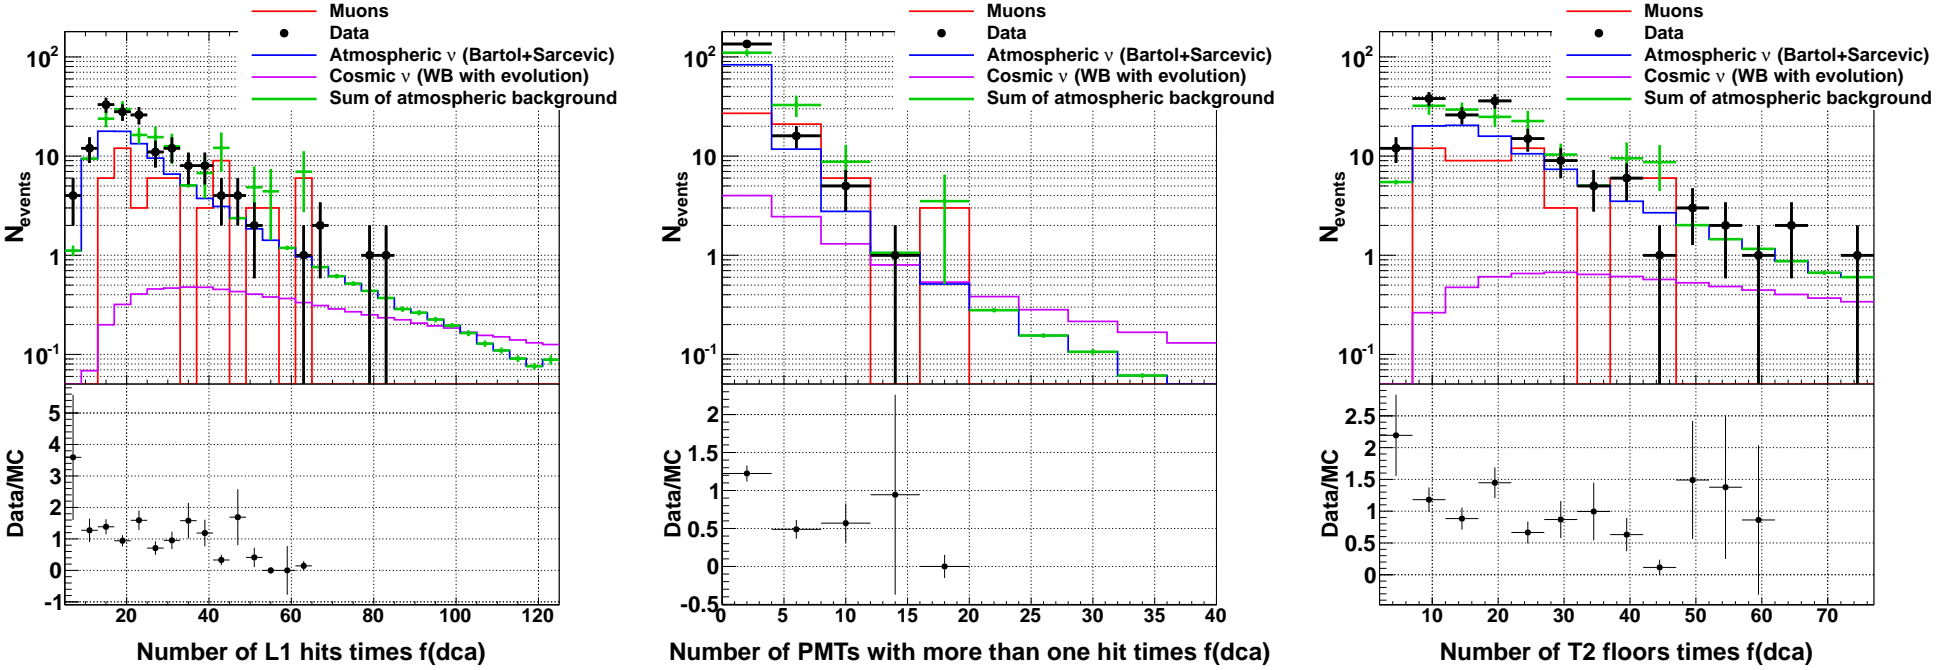 Muons
Data
Atmospheric ν (Bartol+Sarcevic)
Cosmic ν (WB with evolution)
Sum of atmospheric background
N_events
10²
10
1
10⁻¹
Data/MC
5
4
3
2
1
0
-1
20 40 60 80 100 120
Number of L1 hits times f(dca)
Muons
Data
Atmospheric ν (Bartol+Sarcevic)
Cosmic ν (WB with evolution)
Sum of atmospheric background
N_events
10²
10
1
10⁻¹
Data/MC
2
1.5
1
0.5
0
-0.5
0 5 10 15 20 25 30 35 40
Number of PMTs with more than one hit times f(dca)
Muons
Data
Atmospheric ν (Bartol+Sarcevic)
Cosmic ν (WB with evolution)
Sum of atmospheric background
N_events
10²
10
1
10⁻¹
Data/MC
2.5
2
1.5
1
0.5
0
10 20 30 40 50 60 70
Number of T2 floors times f(dca)